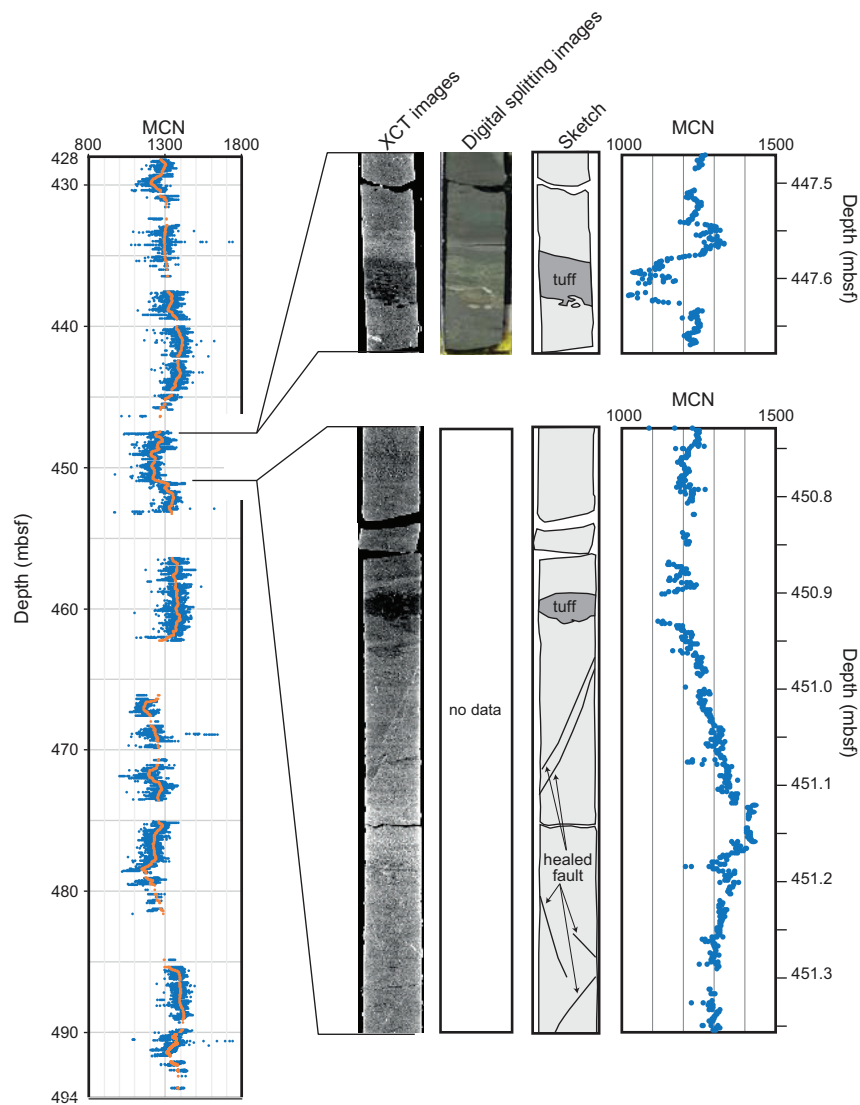 XCT images
Digital splitting images
Sketch
MCN
800 1300 1800
MCN
1000 1500
428
430
440
450
460
470
480
490
494
Depth (mbsf)
tuff
447.5
447.6
Depth (mbsf)
MCN
1000 1500
no data
tuff
healed
fault
450.8
450.9
451.0
451.1
451.2
451.3
Depth (mbsf)